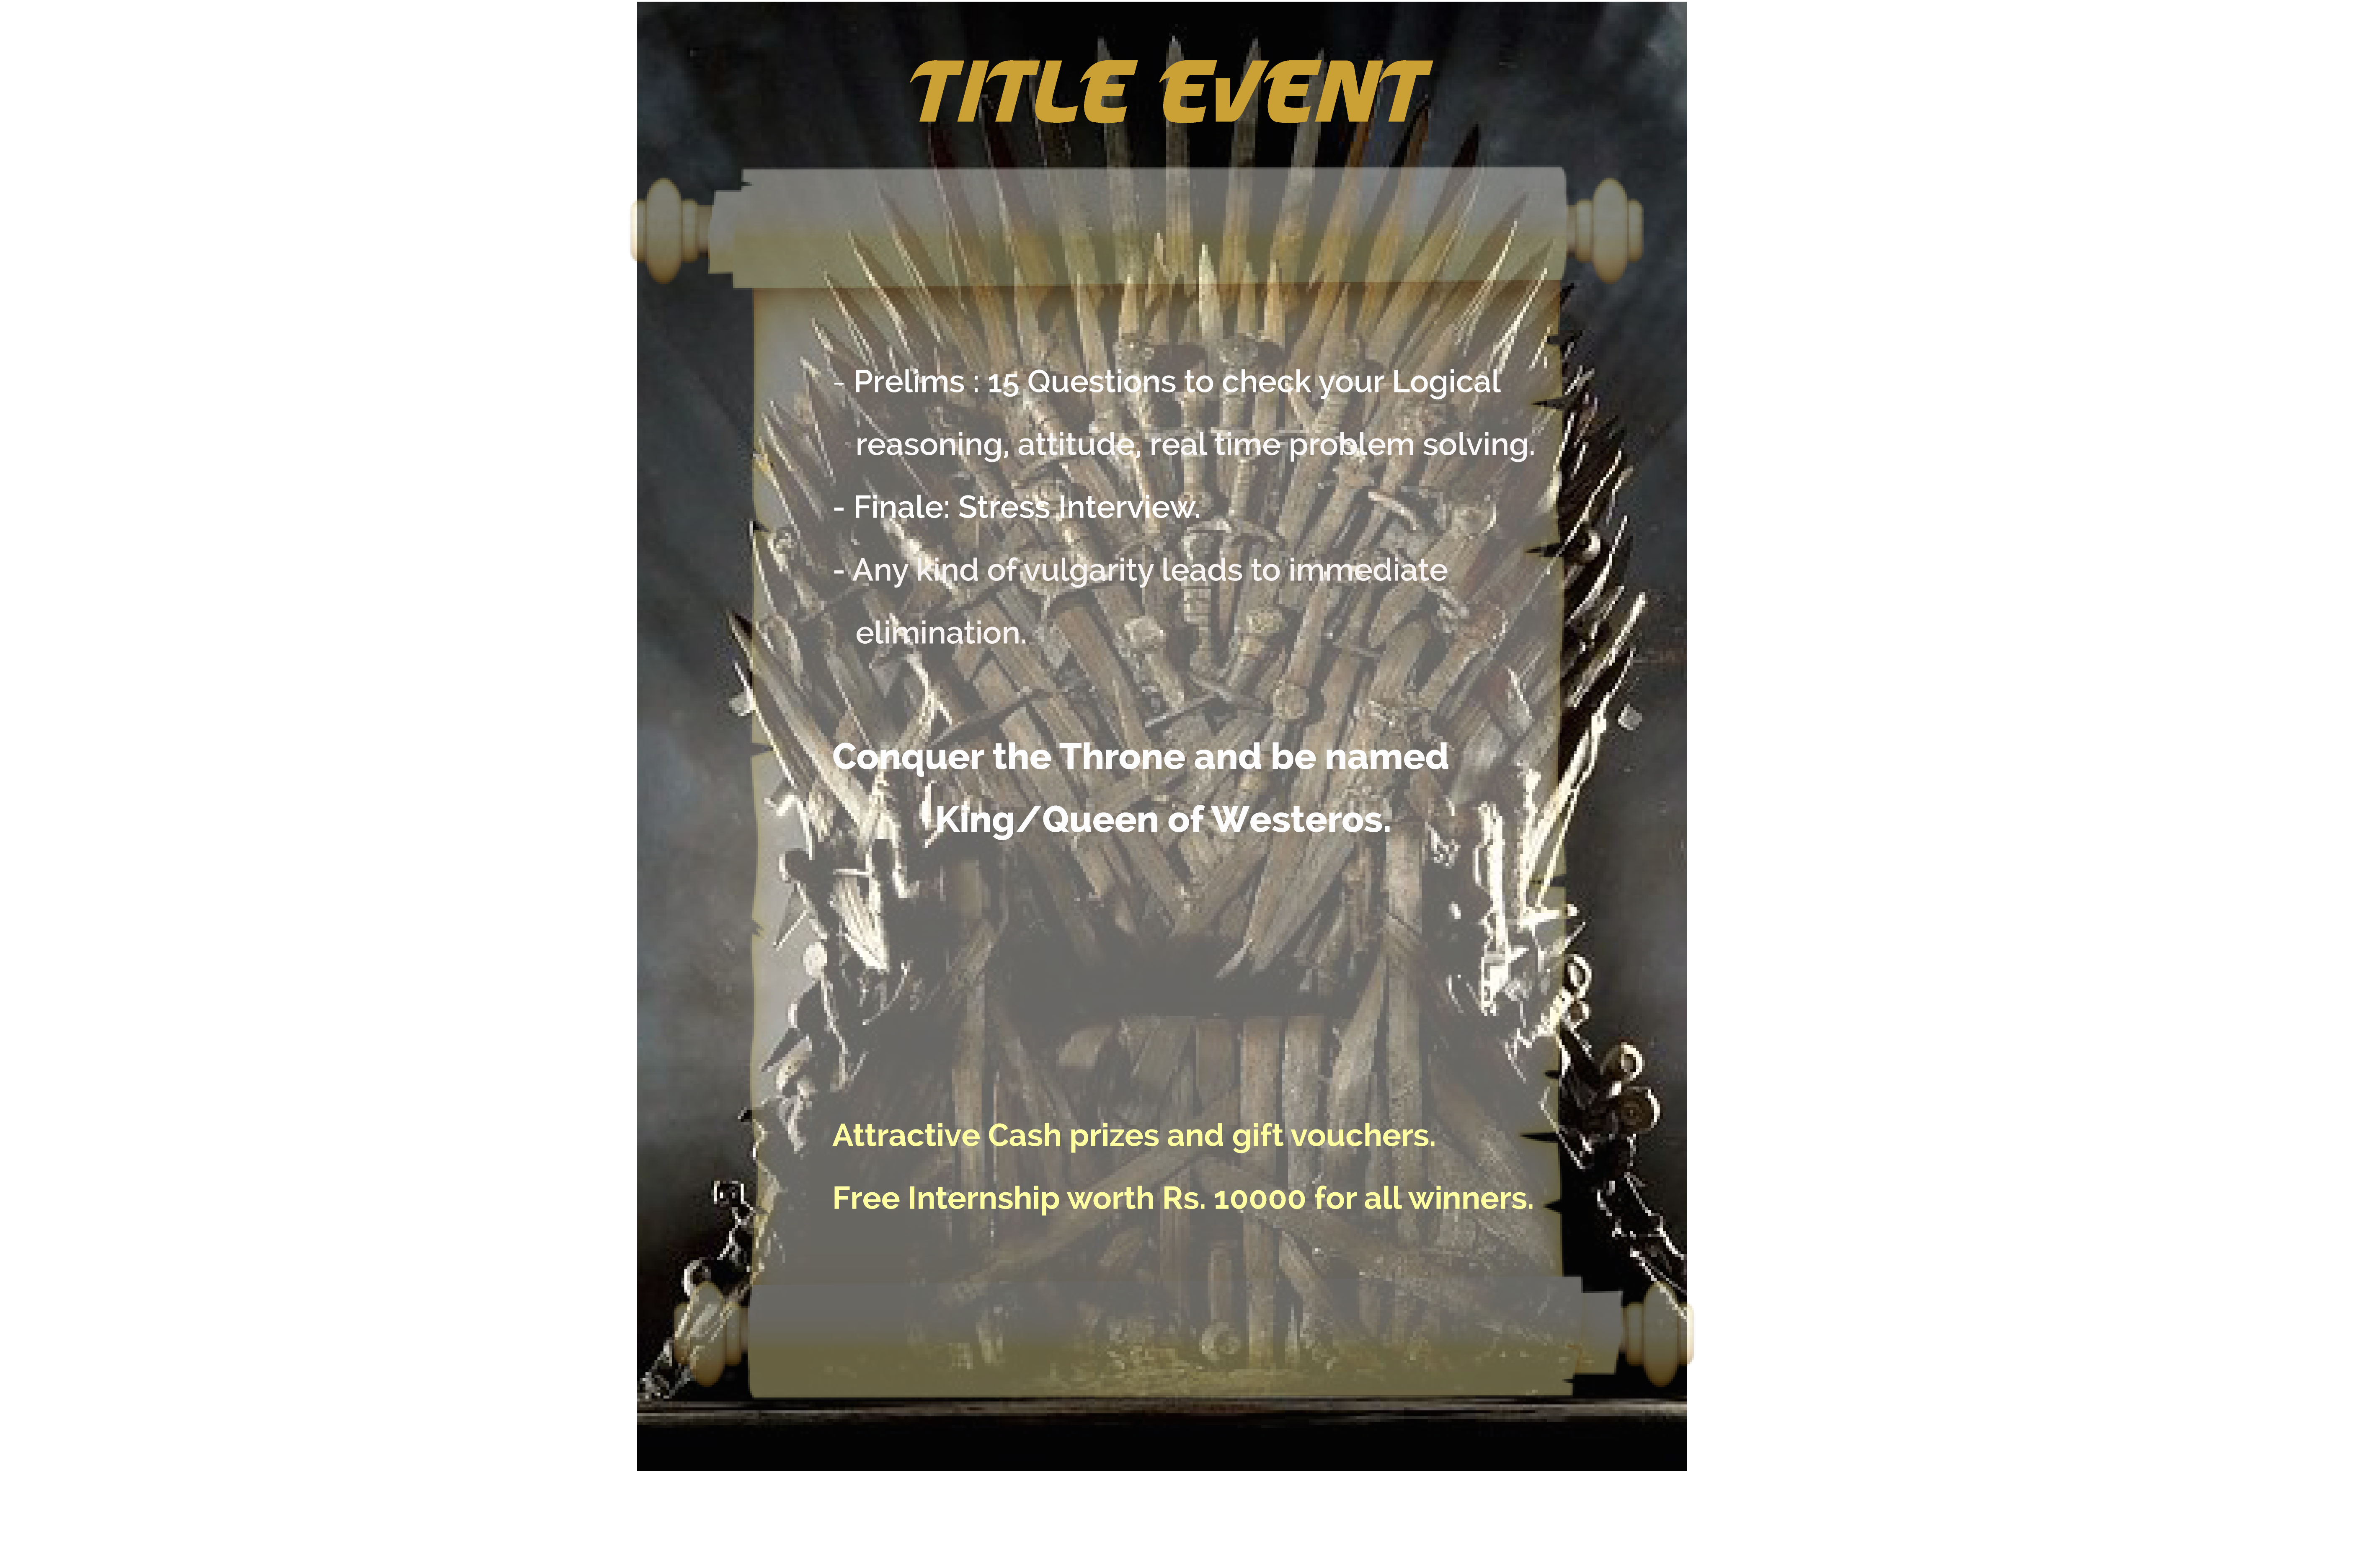 TITLE EVENT
- Prelims : 15 Questions to check your Logical
reasoning, attitude, real time problem solving.
- Finale: Stress Interview.
- Any kind of vulgarity leads to immediate
elimination.
Conquer the Throne and be named
King/Queen of Westeros.
Attractive Cash prizes and gift vouchers.
Free Internship worth Rs. 10000 for all winners.